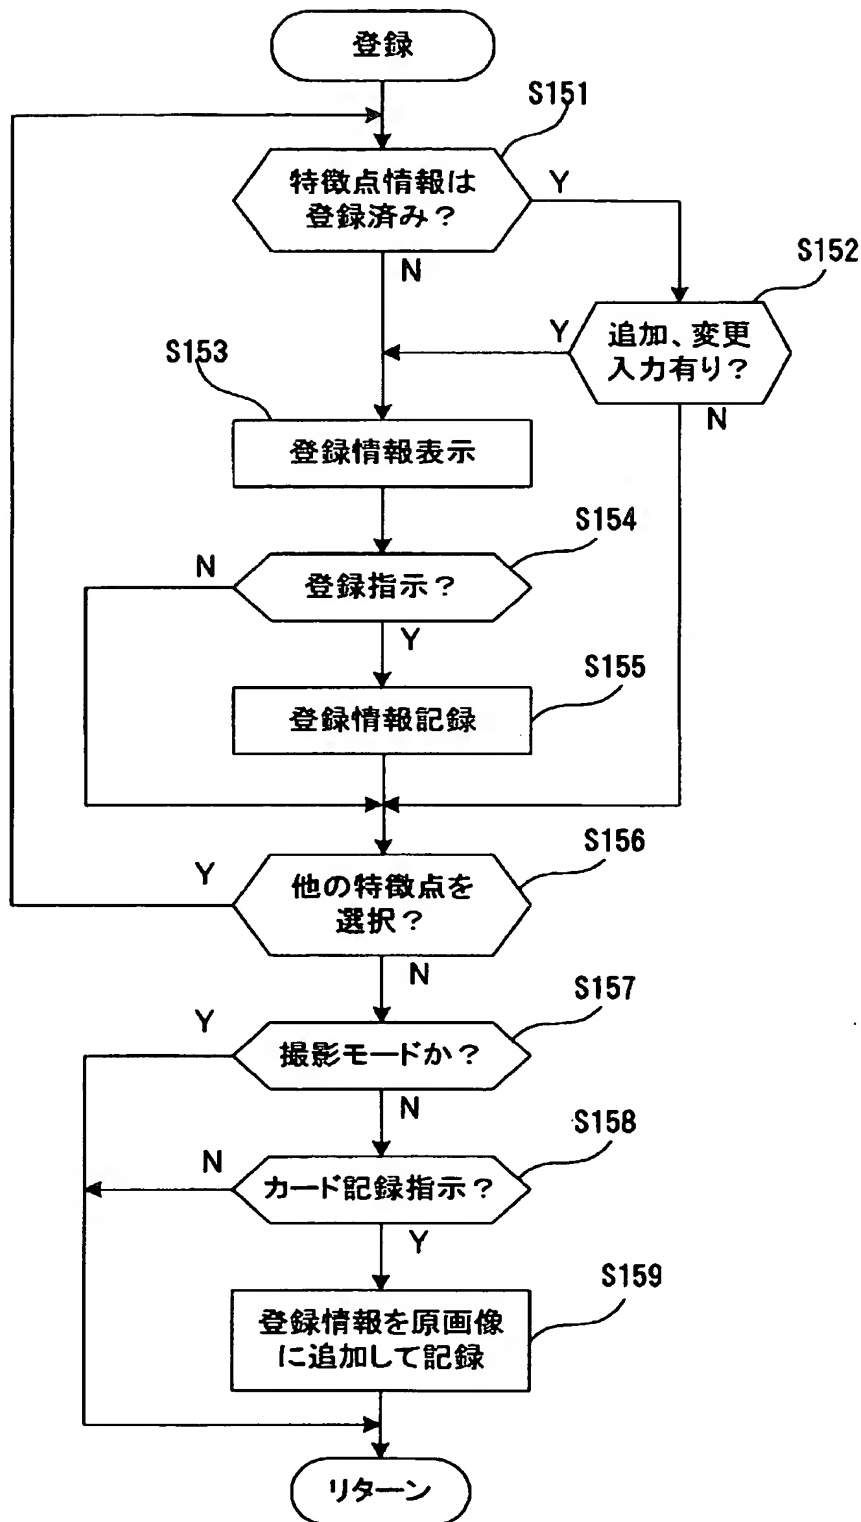 登録
S151
特徴点情報は
登録済み？
Y
N
S152
追加、変更
入力有り？
Y
N
S153
登録情報表示
S154
登録指示？
N
Y
S155
登録情報記録
S156
他の特徴点を
選択？
Y
N
S157
撮影モードか？
Y
N
S158
カード記録指示？
N
Y
S159
登録情報を原画像
に追加して記録
リターン